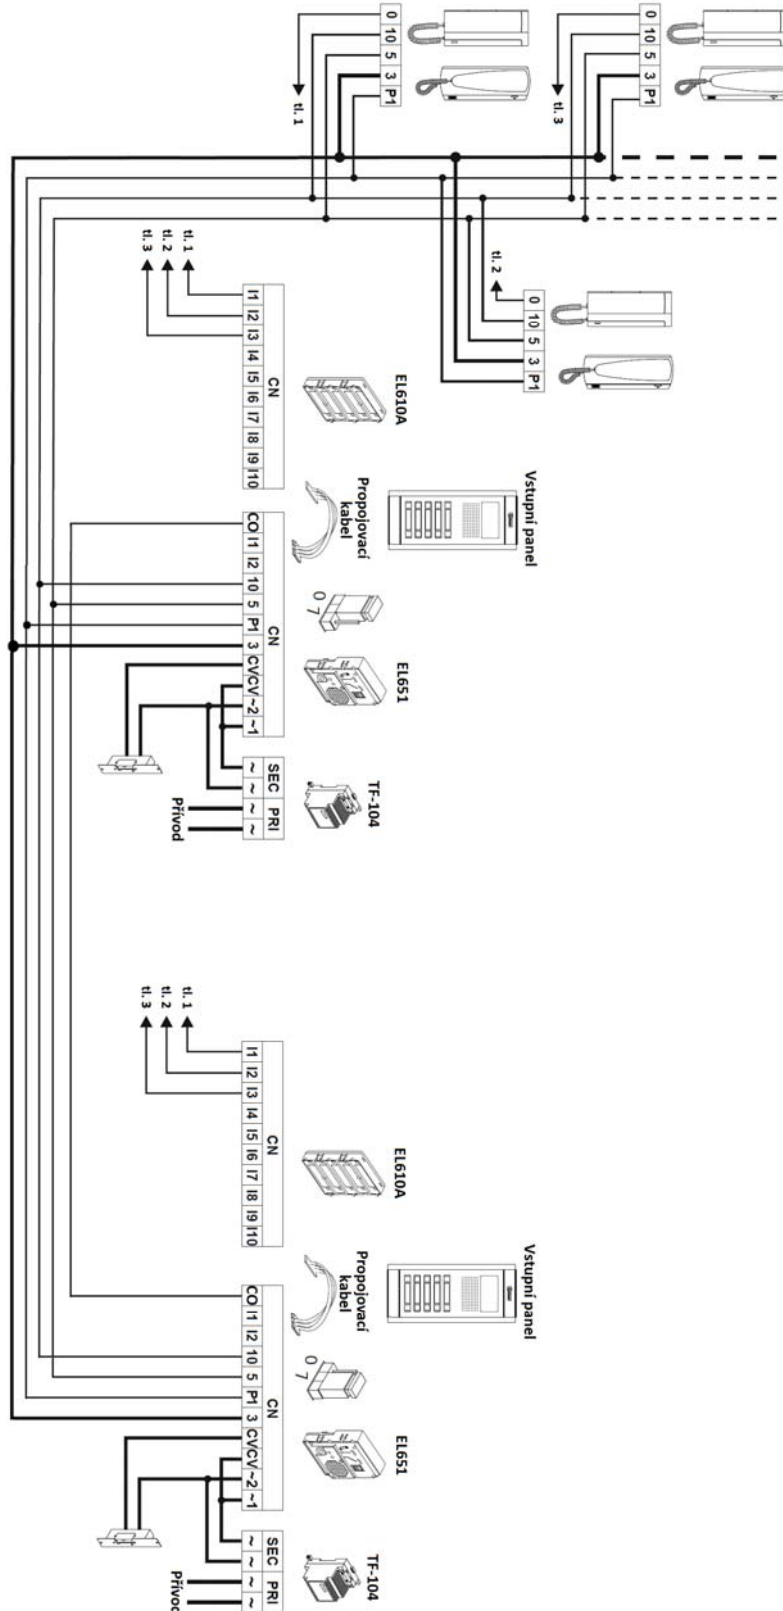 0
10
5
3
P1
tl. 1
0
10
5
3
P1
tl. 3
0
10
5
3
P1
tl. 2
tl. 1
tl. 2
tl. 3
I1 I2 I3 I4 I5 I6 I7 I8 I9 I10
CN
EL610A
Vstupní panel
Propojovací
kabel
CO I1 I2 10 5 P1 3 CV CV ~2 ~1
CN
0 7
EL651
~ ~ ~ ~
SEC PRI
TF-104
Přívod
tl. 1
tl. 2
tl. 3
I1 I2 I3 I4 I5 I6 I7 I8 I9 I10
CN
EL610A
Vstupní panel
Propojovací
kabel
CO I1 I2 10 5 P1 3 CV CV ~2 ~1
CN
0 7
EL651
~ ~ ~ ~
SEC PRI
TF-104
Přívod